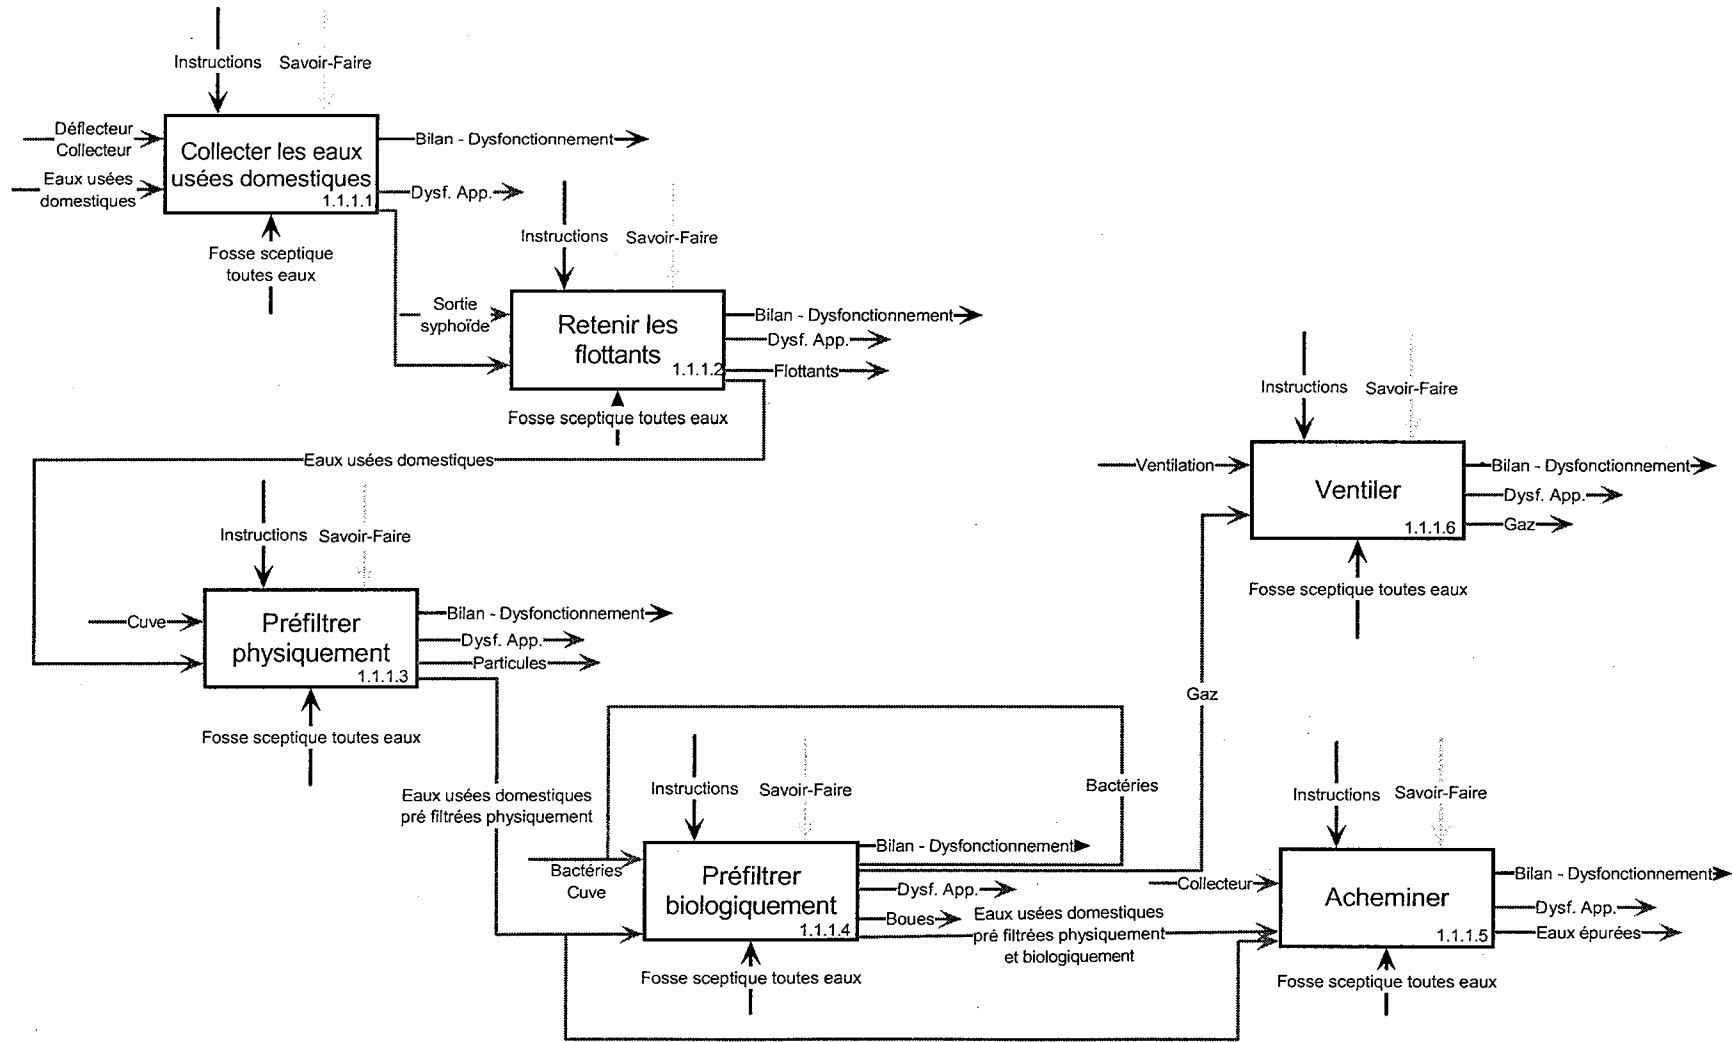 Instructions
Savoir-Faire
Déflecteur
Collecteur
Eaux usées
domestiques
Collecter les eaux
usées domestiques
1.1.1.1
Bilan - Dysfonctionnement
Dysf. App.
Fosse sceptique
toutes eaux
Instructions
Savoir-Faire
Sortie
syphoïde
Retenir les
flottants
1.1.1.2
Bilan - Dysfonctionnement
Dysf. App.
Flottants
Fosse sceptique toutes eaux
Eaux usées domestiques
Instructions
Savoir-Faire
Cuve
Préfiltrer
physiquement
1.1.1.3
Bilan - Dysfonctionnement
Dysf. App.
Particules
Fosse sceptique toutes eaux
Eaux usées domestiques
pré filtrées physiquement
Instructions
Savoir-Faire
Bactéries
Bactéries
Cuve
Préfiltrer
biologiquement
1.1.1.4
Bilan - Dysfonctionnement
Dysf. App.
Boues
Eaux usées domestiques
pré filtrées physiquement
et biologiquement
Fosse sceptique toutes eaux
Instructions
Savoir-Faire
Ventilation
Ventiler
1.1.1.6
Bilan - Dysfonctionnement
Dysf. App.
Gaz
Fosse sceptique toutes eaux
Gaz
Instructions
Savoir-Faire
Collecteur
Acheminer
1.1.1.5
Bilan - Dysfonctionnement
Dysf. App.
Eaux épurées
Fosse sceptique toutes eaux